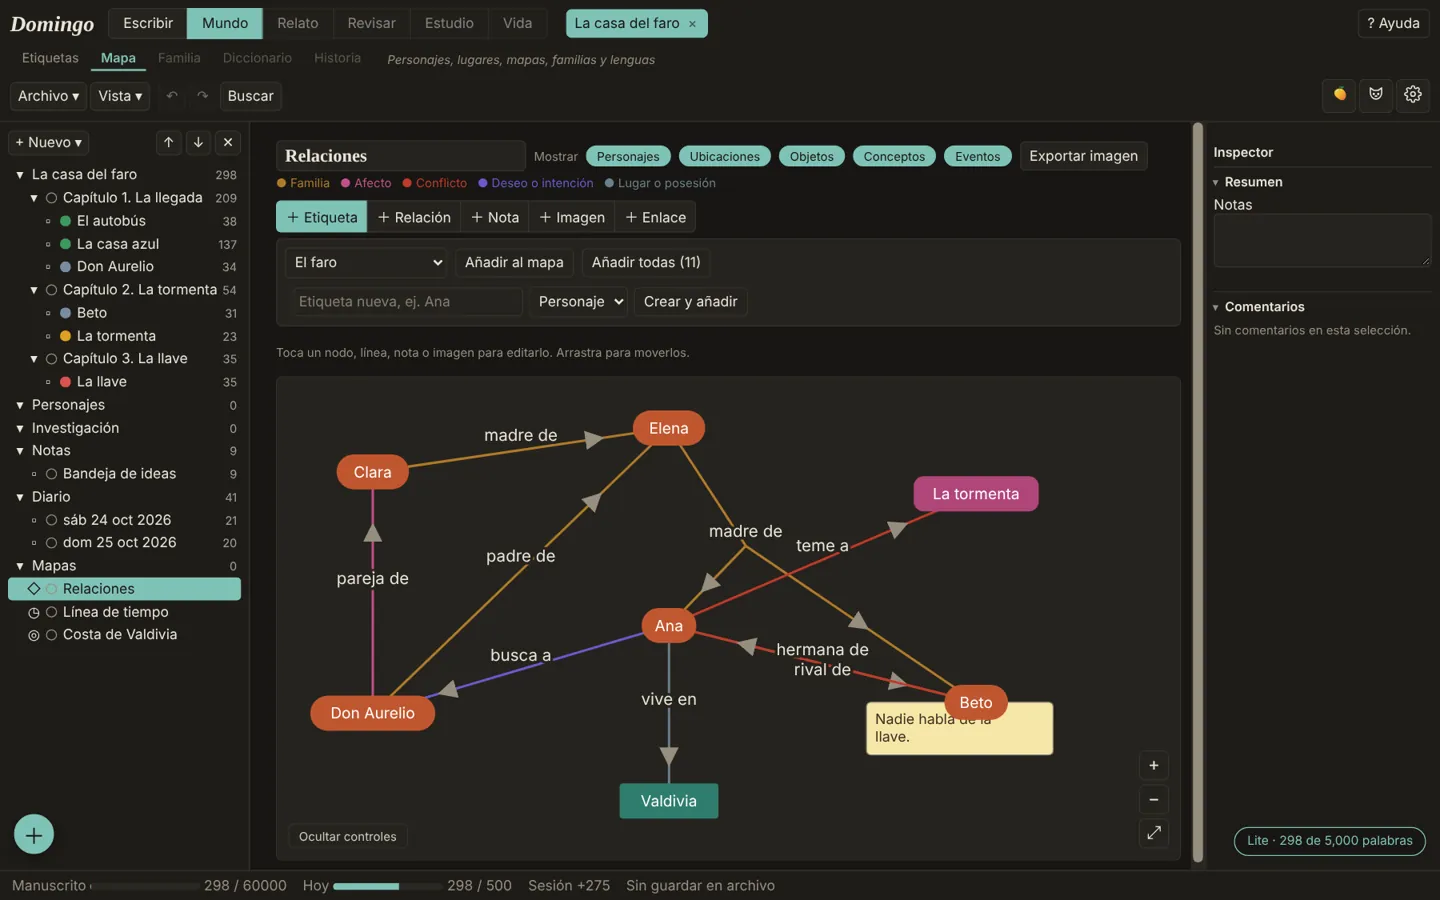 Domingo
Escribir
Mundo
Relato
Revisar
Estudio
Vida
La casa del faro ×
? Ayuda
Etiquetas
Mapa
Familia
Diccionario
Historia
Personajes, lugares, mapas, familias y lenguas
Archivo ▾
Vista ▾
Buscar
+ Nuevo ▾
La casa del faro 298
Capítulo 1. La llegada 209
El autobús 38
La casa azul 137
Don Aurelio 34
Capítulo 2. La tormenta 54
Beto 31
La tormenta 23
Capítulo 3. La llave 35
La llave 35
Personajes 0
Investigación 0
Notas 9
Bandeja de ideas 9
Diario 41
sáb 24 oct 2026 21
dom 25 oct 2026 20
Mapas 0
Relaciones
Línea de tiempo
Costa de Valdivia
Relaciones
Mostrar
Personajes
Ubicaciones
Objetos
Conceptos
Eventos
Exportar imagen
Familia
Afecto
Conflicto
Deseo o intención
Lugar o posesión
+ Etiqueta
+ Relación
+ Nota
+ Imagen
+ Enlace
El faro
Añadir al mapa
Añadir todas (11)
Etiqueta nueva, ej. Ana
Personaje
Crear y añadir
Toca un nodo, línea, nota o imagen para editarlo. Arrastra para moverlos.
Elena
madre de
Clara
La tormenta
madre de
teme a
padre de
pareja de
Ana
hermana de
busca a
rival de
vive en
Beto
Don Aurelio
Nadie habla de la
llave.
Valdivia
Ocultar controles
+
−
Inspector
Resumen
Notas
Comentarios
Sin comentarios en esta selección.
Lite · 298 de 5,000 palabras
Manuscrito
298 / 60000
Hoy
298 / 500
Sesión +275
Sin guardar en archivo